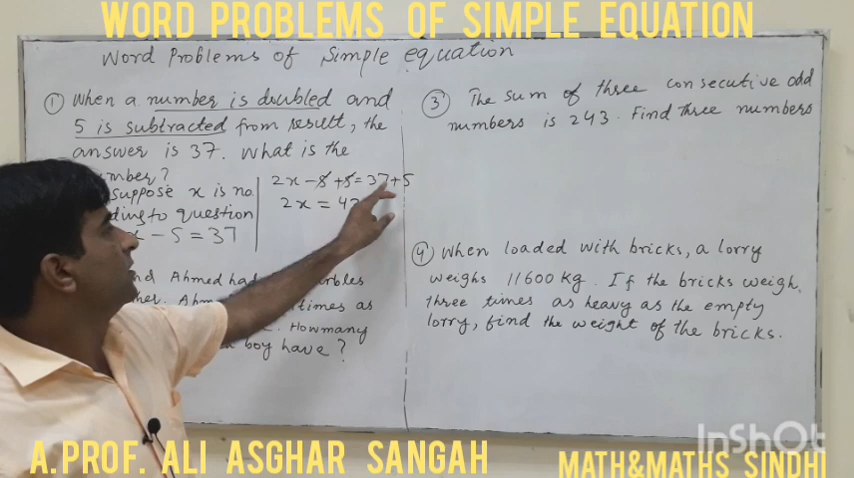 WORD PROBLEMS OF SIMPLE EQUATION
Word Problems of Simple equation
① When a number is doubled and
5 is subtracted from result, the
answer is 37. What is the
suppose x is no.
to question
- 5 = 37
2x - 5 + 5 = 37 + 5
2x =
Ahmed had
times as
. How many
boy have ?
③ The sum of three consecutive odd
numbers is 243. Find three numbers
④ When loaded with bricks, a lorry
weighs 11600 kg. If the bricks weigh
three times as heavy as the empty
lorry, find the weight of the bricks.
InShOt
A.PROF. ALI ASGHAR SANGAH
MATH&MATHS SINDHI